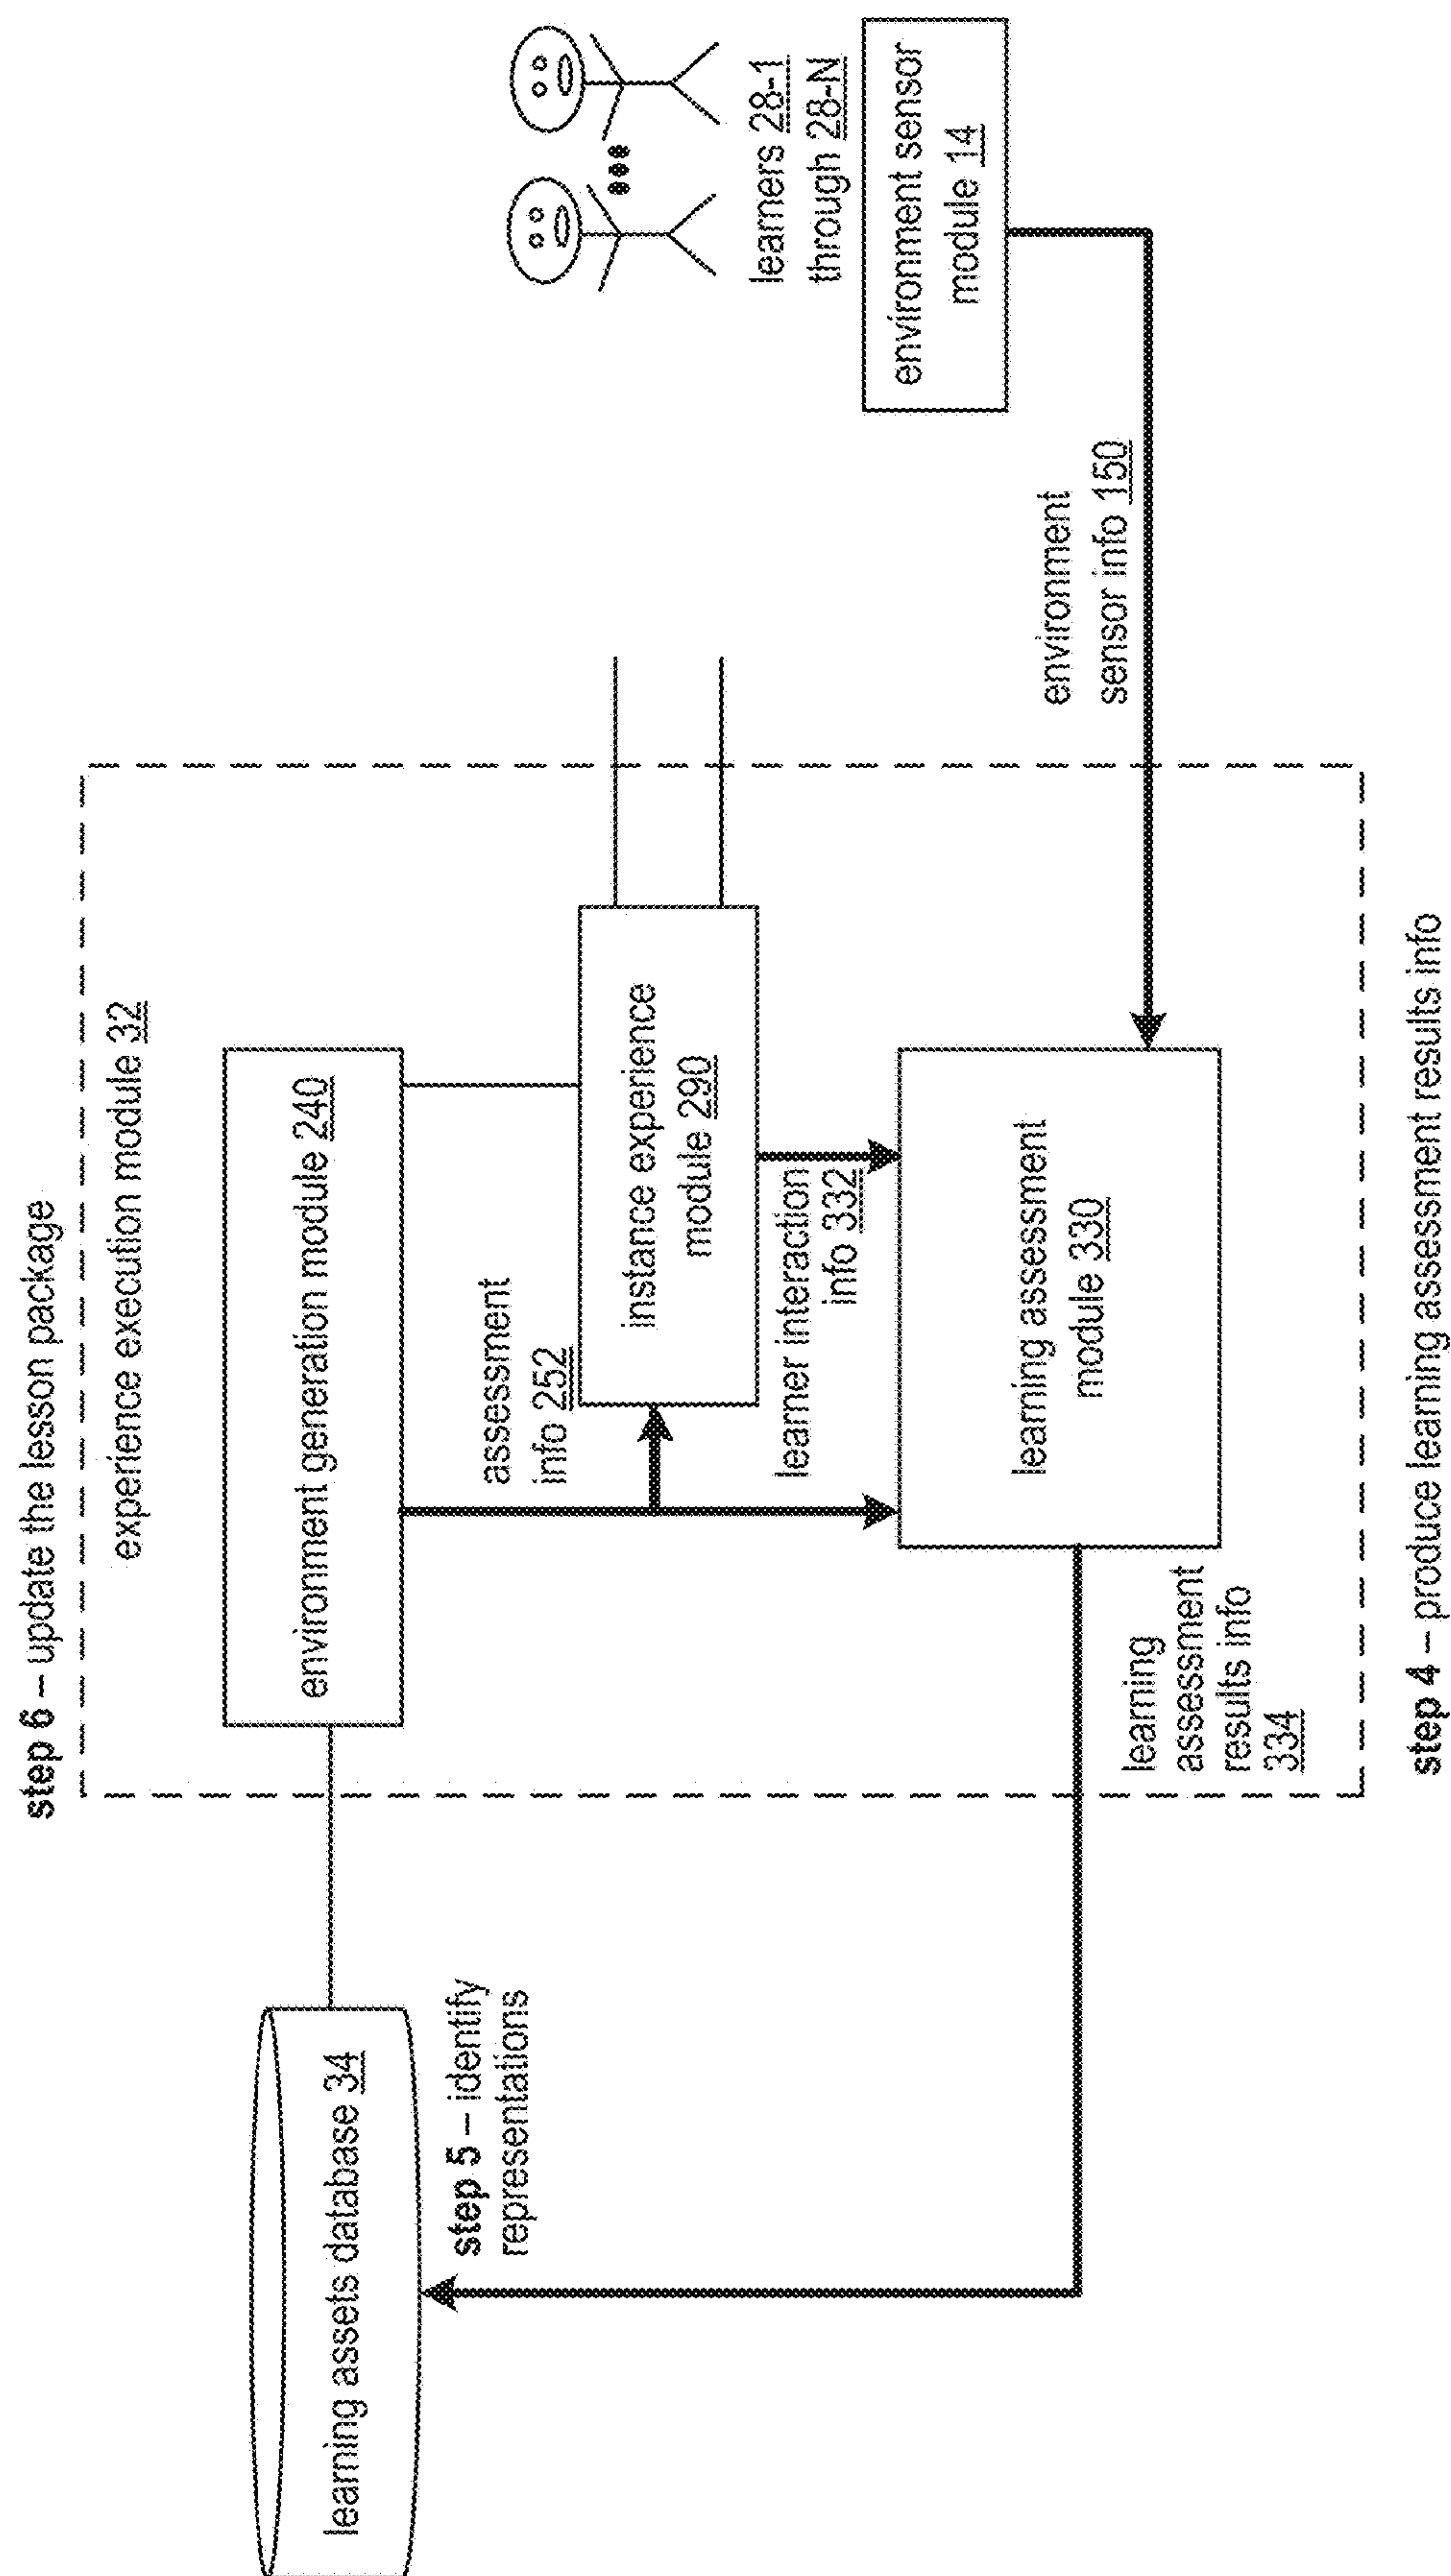 step 6 – update the lesson package
experience execution module 32
learning assets database 34
environment generation module 240
step 5 – identify
representations
assessment
info 252
instance experience
module 290
learners 28-1
through 28-N
learner interaction
info 332
environment sensor
module 14
learning assessment
module 330
environment
sensor info 150
learning
assessment
results info
334
step 4 – produce learning assessment results info